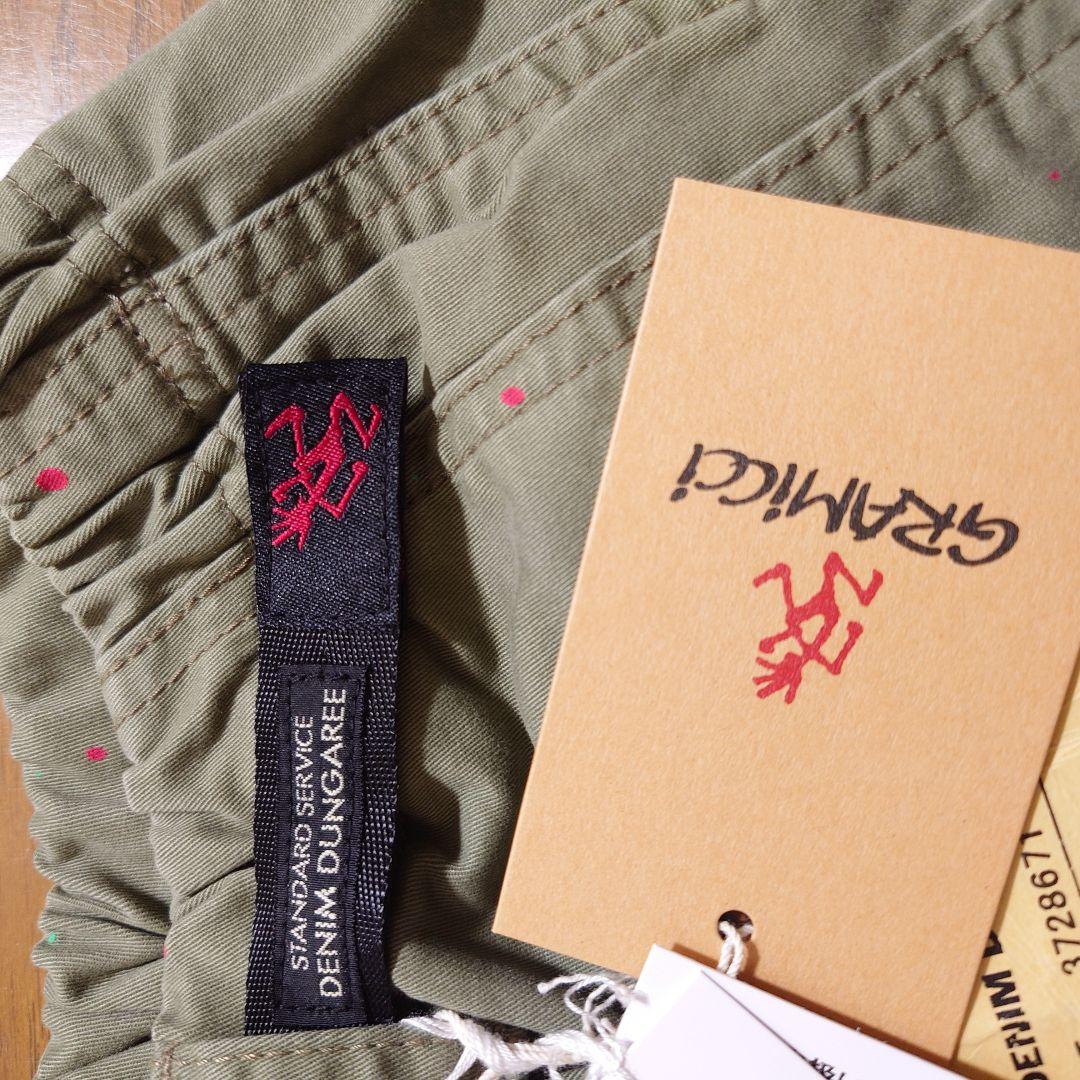 STANDARD SERVICE
DENIM DUNGAREE
GRAMiCCi
3728671
DENIM D